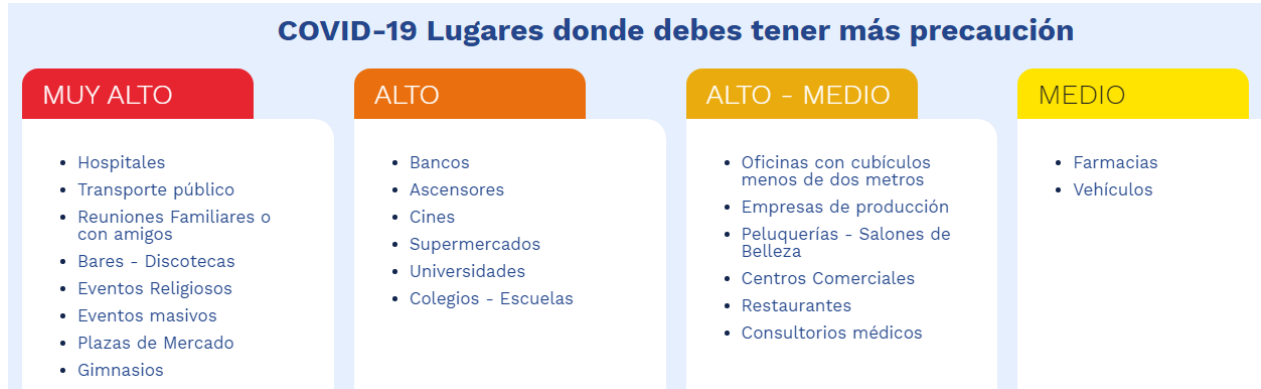 COVID-19 Lugares donde debes tener más precaución
MUY ALTO
Hospitales
Transporte público
Reuniones Familiares o
con amigos
Bares - Discotecas
Eventos Religiosos
Eventos masivos
Plazas de Mercado
Gimnasios
ALTO
Bancos
Ascensores
Cines
Supermercados
Universidades
Colegios - Escuelas
ALTO - MEDIO
Oficinas con cubículos
menos de dos metros
Empresas de producción
Peluquerías - Salones de
Belleza
Centros Comerciales
Restaurantes
Consultorios médicos
MEDIO
Farmacias
Vehículos